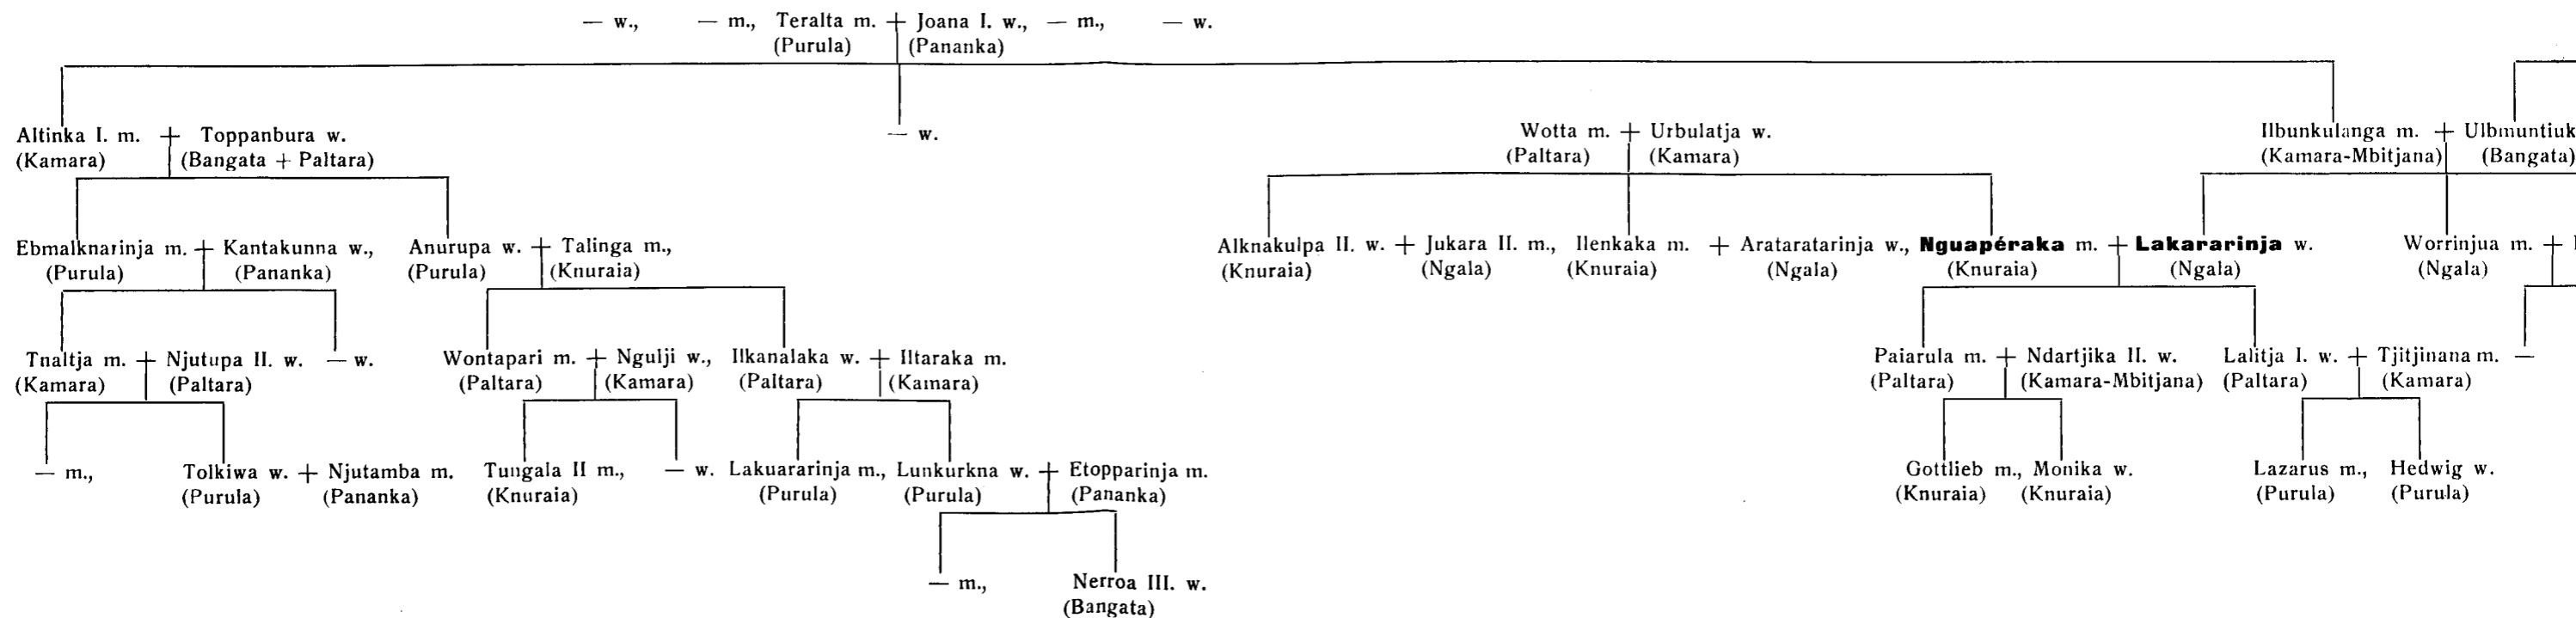 — w., — m., Teralta m. + Joana I. w., — m., — w.
(Purula) (Pananka)
Altinka I. m. + Toppanbura w. — w. Wotta m. + Urbulatja w. Ilbunkulanga m. + Ulbmuntiuk
(Kamara) (Bangata + Paltara) (Paltara) (Kamara) (Kamara-Mbitjana) (Bangata)
Ebmalknarinja m. + Kantakunna w., Anurupa w. + Talinga m., Alknakulpa II. w. + Jukara II. m., Ilenkaka m. + Arataratarinja w., Nguapéraka m. + Lakararinja w. Worrinjua m. +
(Purula) (Pananka) (Purula) (Knuraia) (Knuraia) (Ngala) (Knuraia) (Ngala) (Knuraia) (Ngala) (Ngala)
Tnaltja m. + Njutupa II. w. — w. Wontapari m. + Ngulji w., Ilkanalaka w. + Iltaraka m. Paiarula m. + Ndartjika II. w. Lalitja I. w. + Tjitjinana m. —
(Kamara) (Paltara) (Paltara) (Kamara) (Paltara) (Kamara) (Paltara) (Kamara-Mbitjana) (Paltara) (Kamara)
— m., Tolkiwa w. + Njutamba m. Tungala II m., — w. Lakuararinja m., Lunkurkna w. + Etopparinja m. Gottlieb m., Monika w. Lazarus m., Hedwig w.
(Purula) (Pananka) (Knuraia) (Purula) (Purula) (Pananka) (Knuraia) (Knuraia) (Purula) (Purula)
— m., Nerroa III. w.
(Bangata)